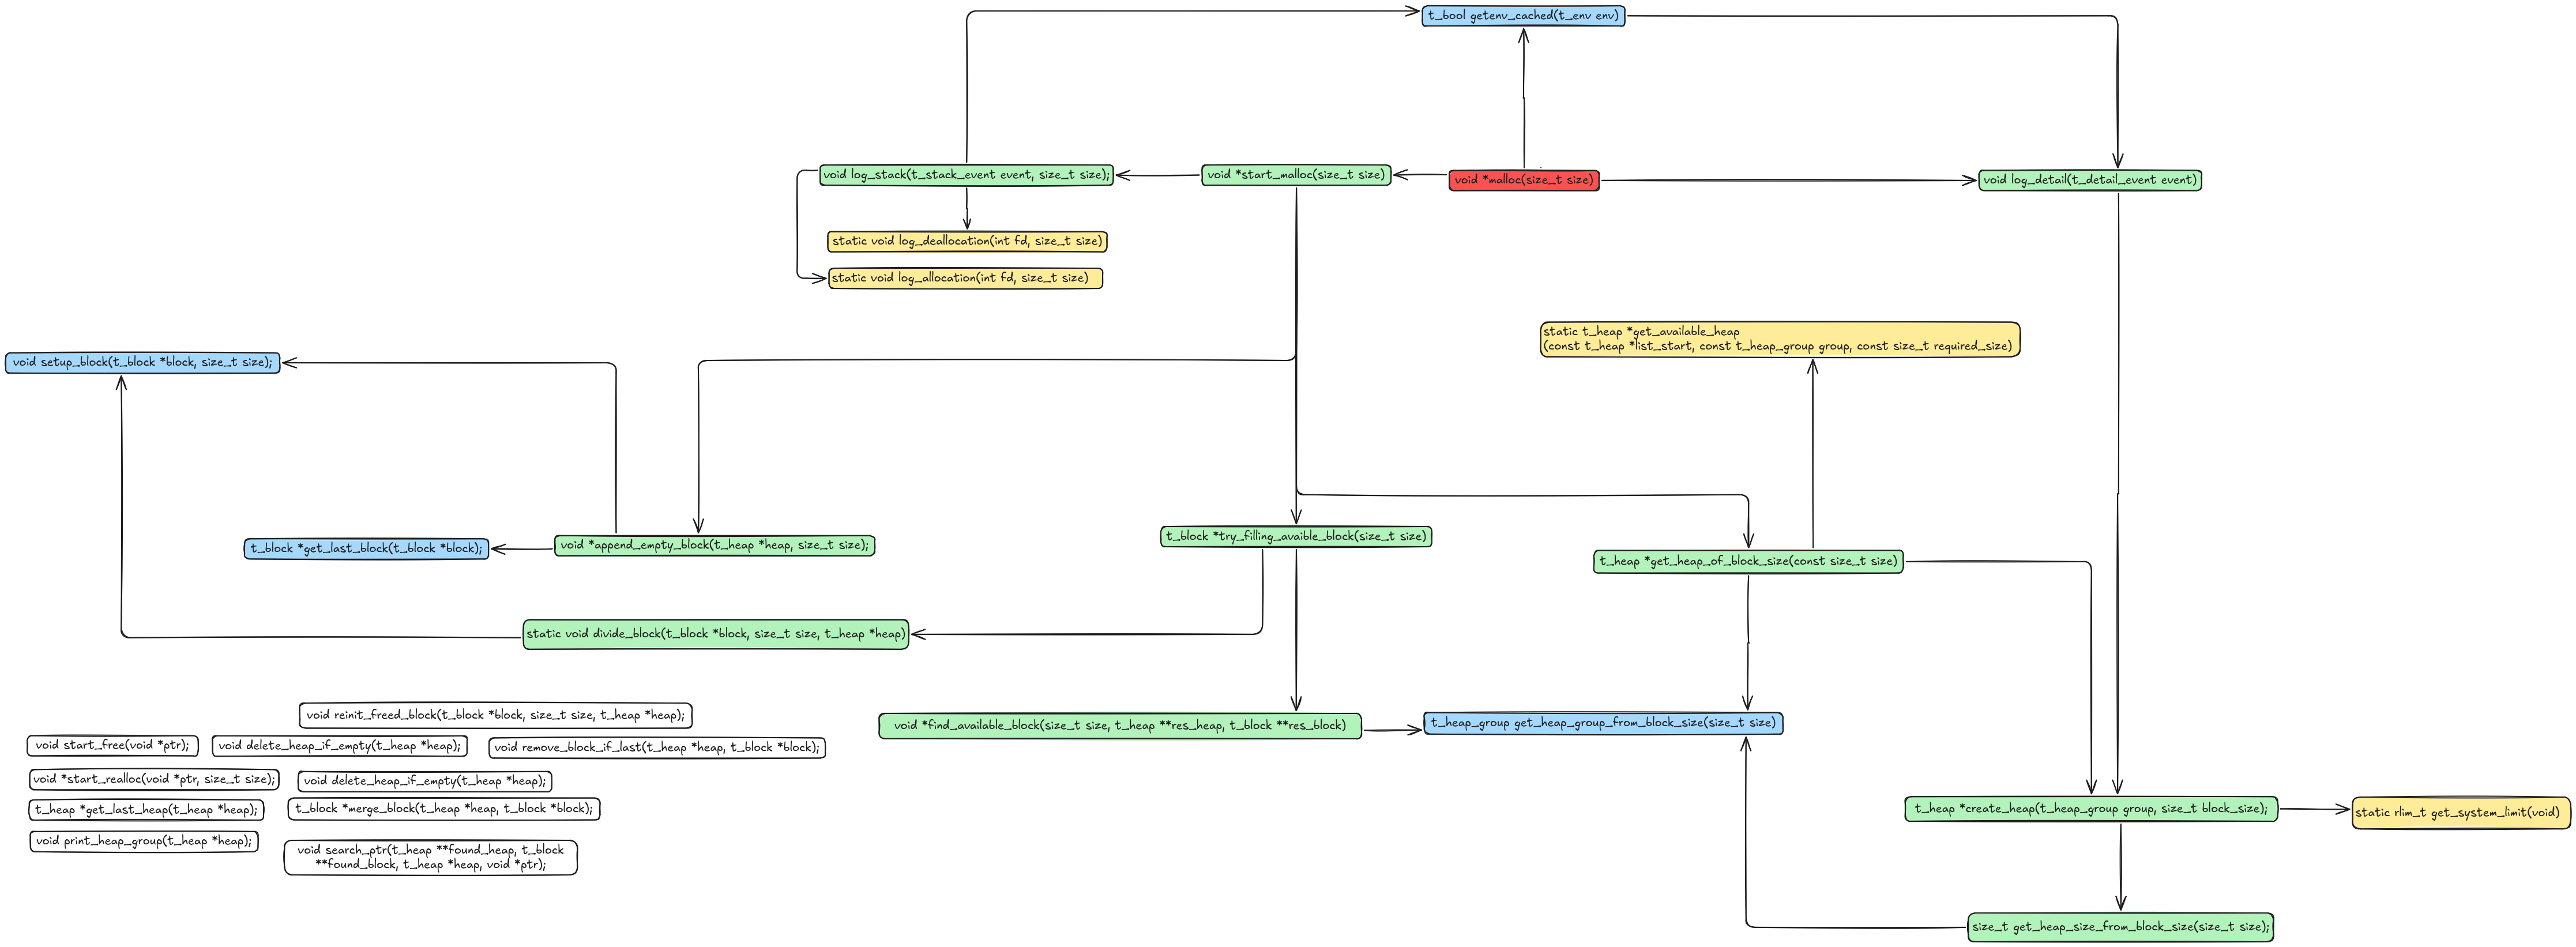 t_bool getenv_cached(t_env env)
void log_stack(t_stack_event event, size_t size);
void *start_malloc(size_t size)
void *malloc(size_t size)
void log_detail(t_detail_event event)
static void log_deallocation(int fd, size_t size)
static void log_allocation(int fd, size_t size)
static t_heap *get_available_heap
(const t_heap *list_start, const t_heap_group group, const size_t required_size)
void setup_block(t_block *block, size_t size);
t_block *get_last_block(t_block *block);
void *append_empty_block(t_heap *heap, size_t size);
t_block *try_filling_avaible_block(size_t size)
t_heap *get_heap_of_block_size(const size_t size)
static void divide_block(t_block *block, size_t size, t_heap *heap)
void *find_available_block(size_t size, t_heap **res_heap, t_block **res_block)
t_heap_group get_heap_group_from_block_size(size_t size)
void reinit_freed_block(t_block *block, size_t size, t_heap *heap);
void start_free(void *ptr);
void delete_heap_if_empty(t_heap *heap);
void remove_block_if_last(t_heap *heap, t_block *block);
void *start_realloc(void *ptr, size_t size);
void delete_heap_if_empty(t_heap *heap);
t_heap *get_last_heap(t_heap *heap);
t_block *merge_block(t_heap *heap, t_block *block);
void print_heap_group(t_heap *heap);
void search_ptr(t_heap **found_heap, t_block
**found_block, t_heap *heap, void *ptr);
t_heap *create_heap(t_heap_group group, size_t block_size);
static rlim_t get_system_limit(void)
size_t get_heap_size_from_block_size(size_t size);